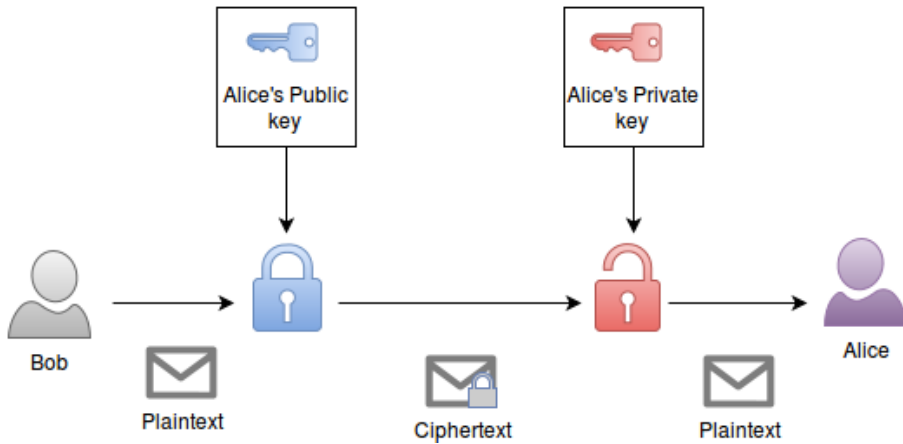 Alice's Public
key
Alice's Private
key
Bob
Alice
Plaintext
Ciphertext
Plaintext